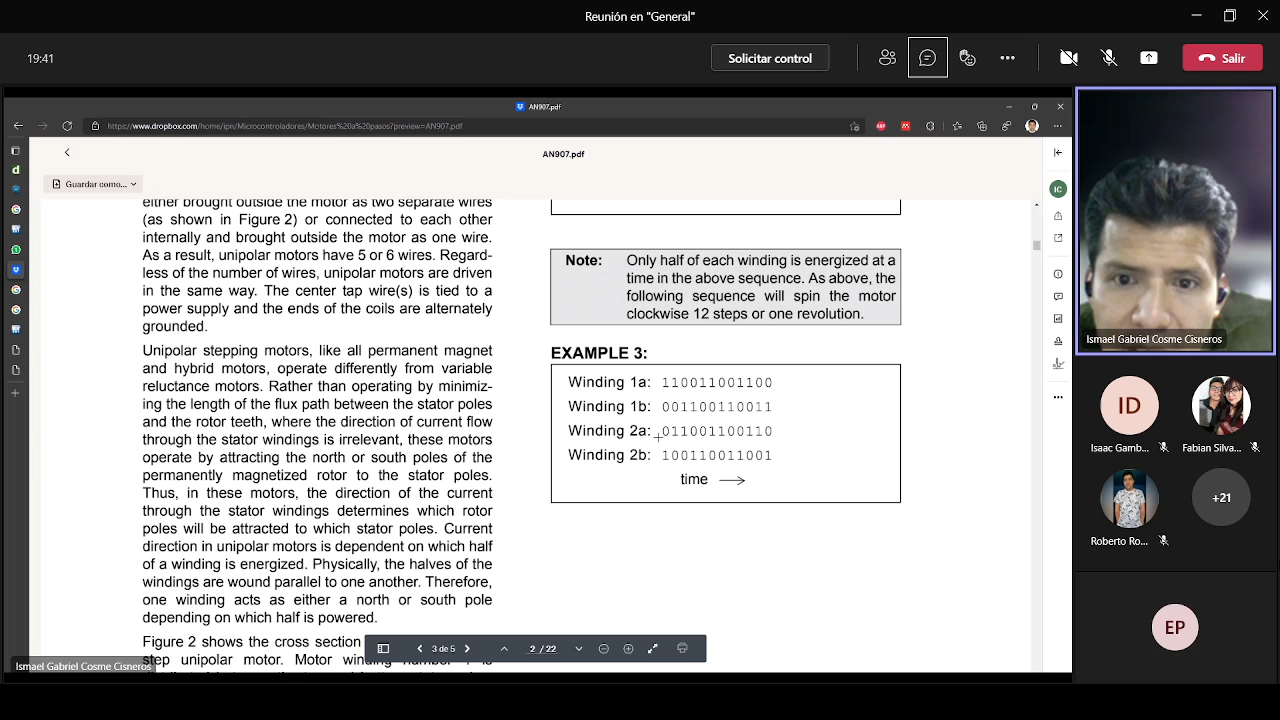 Reunión en "General"
19:41
Solicitar control
Salir
AN907.pdf
https://www.dropbox.com/home/ipn/Microcontroladores/Motores%20a%20pasos?preview=AN907.pdf
AN907.pdf
Guardar como...
either brought outside the motor as two separate wires
(as shown in Figure 2) or connected to each other
internally and brought outside the motor as one wire.
As a result, unipolar motors have 5 or 6 wires. Regard-
less of the number of wires, unipolar motors are driven
in the same way. The center tap wire(s) is tied to a
power supply and the ends of the coils are alternately
grounded.
Unipolar stepping motors, like all permanent magnet
and hybrid motors, operate differently from variable
reluctance motors. Rather than operating by minimiz-
ing the length of the flux path between the stator poles
and the rotor teeth, where the direction of current flow
through the stator windings is irrelevant, these motors
operate by attracting the north or south poles of the
permanently magnetized rotor to the stator poles.
Thus, in these motors, the direction of the current
through the stator windings determines which rotor
poles will be attracted to which stator poles. Current
direction in unipolar motors is dependent on which half
of a winding is energized. Physically, the halves of the
windings are wound parallel to one another. Therefore,
one winding acts as either a north or south pole
depending on which half is powered.
Figure 2 shows the cross section
step unipolar motor. Motor winding number
Note: Only half of each winding is energized at a
time in the above sequence. As above, the
following sequence will spin the motor
clockwise 12 steps or one revolution.
EXAMPLE 3:
Winding 1a: 110011001100
Winding 1b: 001100110011
Winding 2a: 011001100110
Winding 2b: 100110011001
time
3 de 5
2 / 22
Ismael Gabriel Cosme Cisneros
IC
Ismael Gabriel Cosme Cisneros
ID
Isaac Gamb...
Fabian Silva...
Roberto Ro...
+21
EP